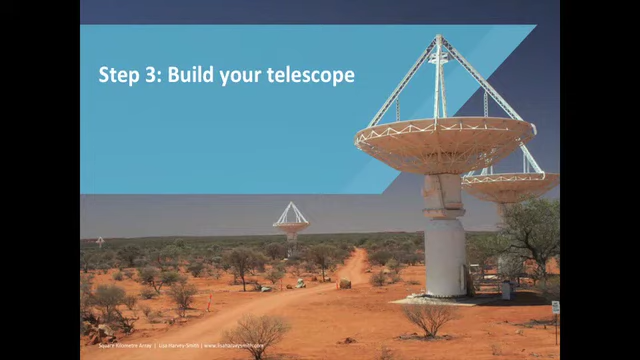 Step 3: Build your telescope
Square Kilometre Array | Lisa Harvey-Smith |